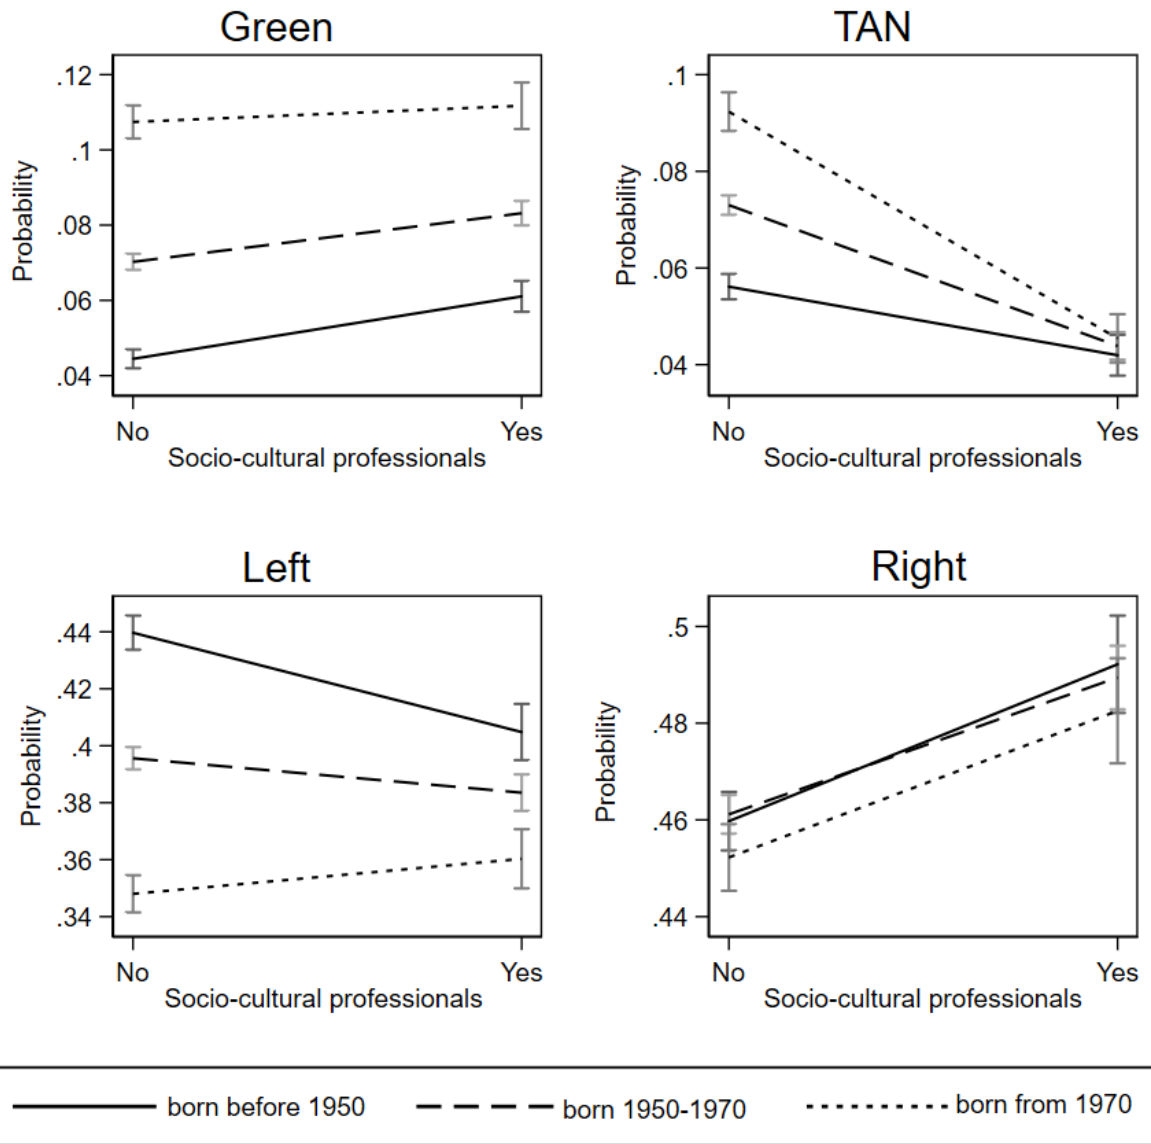 Green
Probability
.12
.1
.08
.06
.04
No
Yes
Socio-cultural professionals
TAN
Probability
.1
.08
.06
.04
No
Yes
Socio-cultural professionals
Left
Probability
.44
.42
.4
.38
.36
.34
No
Yes
Socio-cultural professionals
Right
Probability
.5
.48
.46
.44
No
Yes
Socio-cultural professionals
born before 1950
born 1950-1970
born from 1970